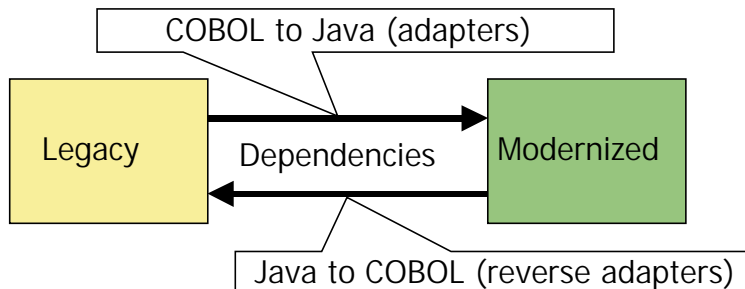 COBOL to Java (adapters)
Legacy
Dependencies
Modernized
Java to COBOL (reverse adapters)